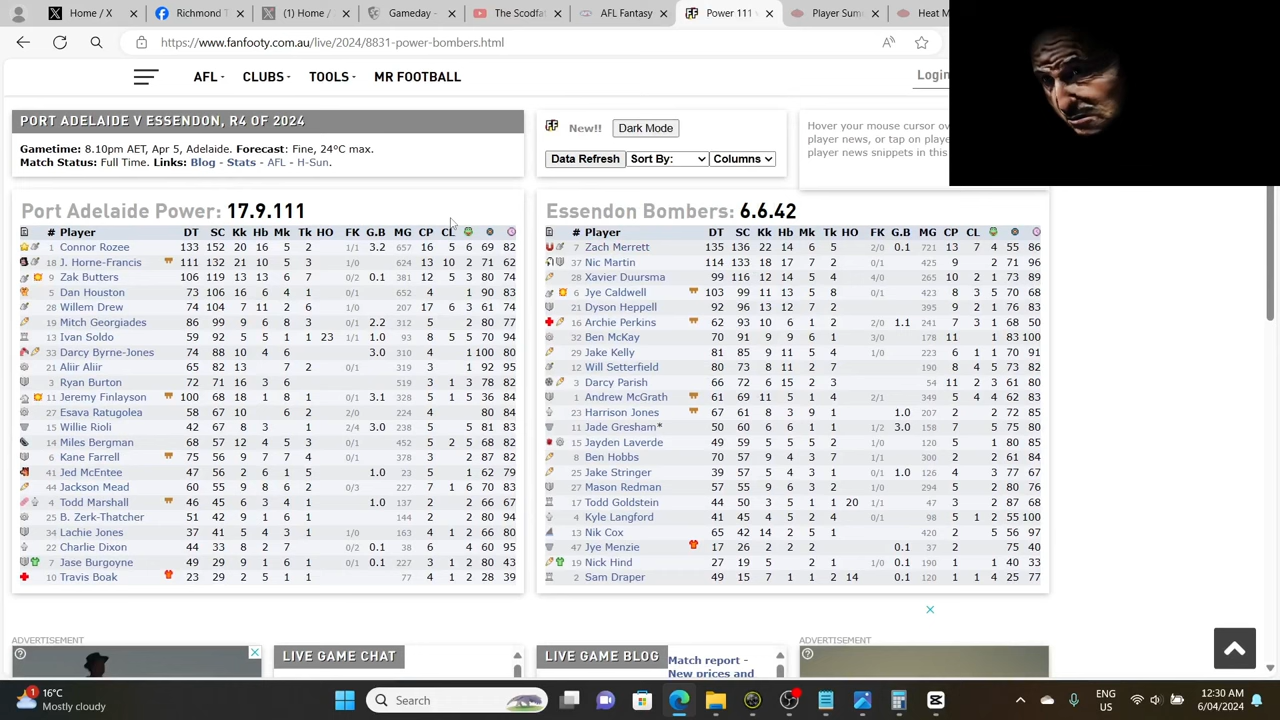 Home / X
Richmond T
(1) Home /
Gameday -
The Scodfa
AFL Fantasy
Power 111 v
Player Sum
Heat M
https://www.fanfooty.com.au/live/2024/8831-power-bombers.html
AFL CLUBS TOOLS MR FOOTBALL
Login
PORT ADELAIDE V ESSENDON, R4 OF 2024
Gametime: 8.10pm AET, Apr 5, Adelaide. Forecast: Fine, 24°C max.
Match Status: Full Time. Links: Blog - Stats - AFL - H-Sun.
New!! Dark Mode
Data Refresh Sort By: Columns
Hover your mouse cursor ov
player news, or tap on playe
player news snippets in this
Port Adelaide Power: 17.9.111
# Player DT SC Kk Hb Mk Tk HO FK G.B MG CP CL
1 Connor Rozee 133 152 20 16 5 2 1/1 3.2 657 16 5 6 69 82
18 J. Horne-Francis 111 132 21 10 5 3 1/0 624 13 10 2 71 62
9 Zak Butters 106 119 13 13 6 7 0/2 0.1 381 12 5 3 80 74
5 Dan Houston 73 106 16 6 4 1 0/1 652 4 1 90 83
28 Willem Drew 74 104 7 11 2 6 1/0 207 17 6 3 61 74
19 Mitch Georgiades 86 99 9 6 8 3 0/1 2.2 312 5 2 80 77
13 Ivan Soldo 59 92 5 5 1 1 23 1/1 1.0 93 8 5 5 70 94
33 Darcy Byrne-Jones 74 88 10 4 6 3.0 310 4 1 100 80
21 Aliir Aliir 65 82 13 7 2 0/1 319 3 1 92 95
3 Ryan Burton 72 71 16 3 6 519 3 1 3 78 82
11 Jeremy Finlayson 100 68 18 1 8 1 0/1 3.1 328 5 1 5 36 84
27 Esava Ratugolea 58 67 10 6 2 2/0 224 4 80 84
15 Willie Rioli 42 67 8 3 1 2/4 3.0 238 5 5 81 83
14 Miles Bergman 68 57 12 4 5 3 0/1 452 5 2 5 68 82
6 Kane Farrell 75 56 9 7 7 4 0/1 378 3 2 87 82
41 Jed McEntee 47 56 2 6 1 5 1.0 23 5 1 62 79
44 Jackson Mead 60 55 9 8 6 2 0/3 227 7 1 6 70 83
4 Todd Marshall 46 45 6 3 4 1 1.0 137 2 2 66 67
25 B. Zerk-Thatcher 51 42 9 1 6 1 144 2 2 80 94
34 Lachie Jones 37 41 5 4 3 1 1/0 163 4 1 2 66 80
22 Charlie Dixon 44 33 8 2 7 0/2 0.1 38 6 4 60 95
7 Jase Burgoyne 49 29 9 6 1 1 0/1 0.1 227 3 1 2 80 43
10 Travis Boak 23 29 2 5 1 1 77 4 1 2 28 39
Essendon Bombers: 6.6.42
# Player DT SC Kk Hb Mk Tk HO FK G.B MG CP CL
7 Zach Merrett 135 136 22 14 6 5 2/0 0.1 721 13 7 4 55 86
37 Nic Martin 114 133 18 17 7 2 0/1 425 9 2 71 96
28 Xavier Duursma 99 116 12 14 5 4 4/0 265 10 2 1 73 89
6 Jye Caldwell 103 99 11 13 5 8 0/1 423 8 3 5 70 68
21 Dyson Heppell 92 96 13 12 7 2 395 9 2 1 76 83
16 Archie Perkins 62 93 10 6 1 2 2/0 1.1 241 7 3 1 68 50
32 Ben McKay 70 91 9 9 6 1 3/0 178 11 1 83 100
29 Jake Kelly 81 85 9 11 5 4 1/0 223 6 1 1 70 91
12 Will Setterfield 80 73 8 11 2 7 190 8 4 5 73 82
3 Darcy Parish 66 72 6 15 2 3 54 11 2 3 61 80
1 Andrew McGrath 61 69 11 5 1 4 2/1 349 5 4 4 62 83
23 Harrison Jones 67 61 8 3 9 1 1.0 207 2 2 72 85
11 Jade Gresham* 50 60 6 6 1 1 1/2 3.0 158 7 5 75 80
15 Jayden Laverde 49 59 5 5 5 2 0/1 120 5 1 80 85
8 Ben Hobbs 57 90 4 3 7 1/1 300 2 2 61 84
25 Jake Stringer 39 57 5 4 3 1 0/1 1.0 126 4 3 77 67
27 Mason Redman 57 55 9 6 3 2 1/0 294 5 2 80 76
17 Todd Goldstein 44 50 3 5 1 2 20 1/1 47 3 2 87 68
4 Kyle Langford 41 45 4 5 2 4 0/1 98 5 1 2 55 100
13 Nik Cox 65 42 14 2 5 1 420 2 5 56 97
47 Jye Menzie 17 26 2 2 2 0.1 37 2 75 40
19 Nick Hind 27 19 5 2 1 1/0 0.1 190 1 1 40 33
2 Sam Draper 49 15 7 1 1 2 14 0.1 120 1 1 4 25 77
ADVERTISEMENT
LIVE GAME CHAT
LIVE GAME BLOG
Match report -
New prices and
ADVERTISEMENT
1
16°C
Mostly cloudy
Search
ENG
US
12:30 AM
6/04/2024